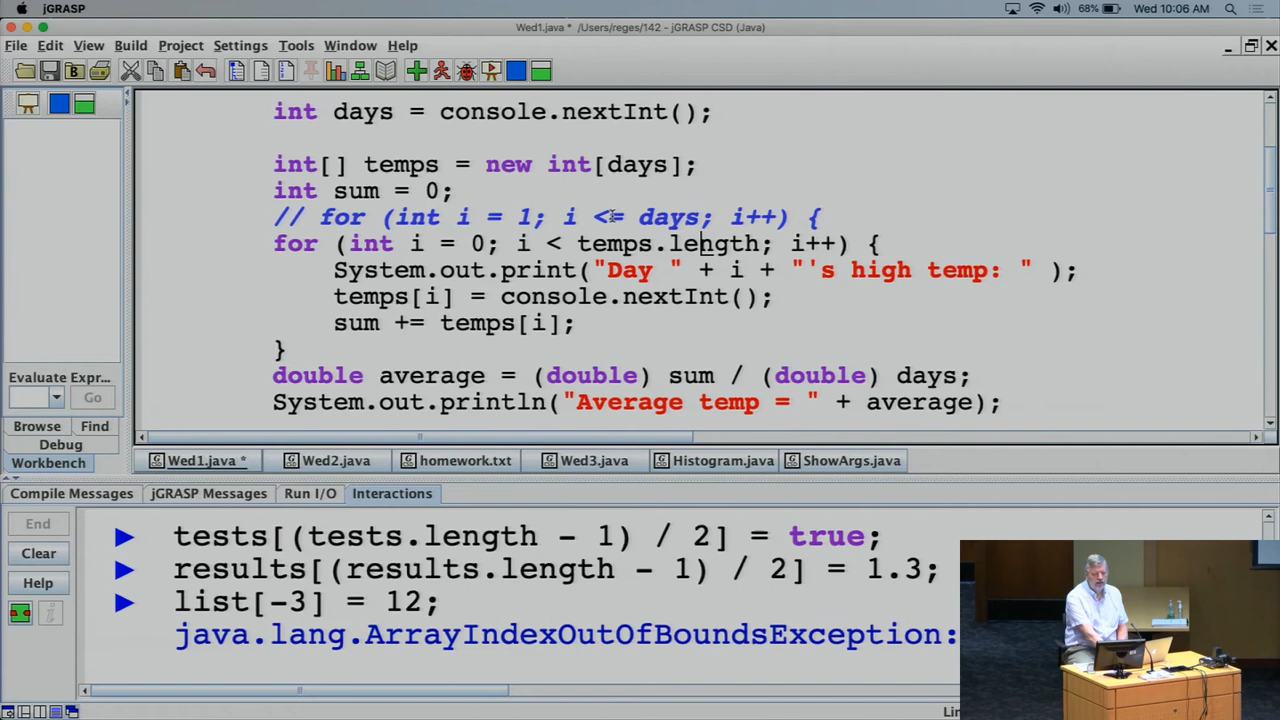 jGRASP
68% Wed 10:06 AM
Wed1.java * /Users/reges/142 - jGRASP CSD (Java)
File Edit View Build Project Settings Tools Window Help
int days = console.nextInt();
int[] temps = new int[days];
int sum = 0;
// for (int i = 1; i <= days; i++) {
for (int i = 0; i < temps.length; i++) {
System.out.print("Day " + i + "'s high temp: " );
temps[i] = console.nextInt();
sum += temps[i];
}
double average = (double) sum / (double) days;
System.out.println("Average temp = " + average);
Evaluate Expr...
Go
Browse Find
Debug
Workbench
Wed1.java * Wed2.java homework.txt Wed3.java Histogram.java ShowArgs.java
Compile Messages jGRASP Messages Run I/O Interactions
End
Clear
Help
tests[(tests.length - 1) / 2] = true;
results[(results.length - 1) / 2] = 1.3;
list[-3] = 12;
java.lang.ArrayIndexOutOfBoundsException: